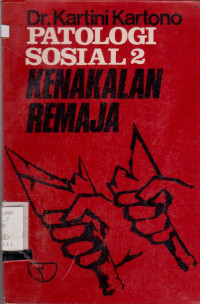 Dr. Kartini Kartono
PATOLOGI
SOSIAL 2
KENAKALAN
REMAJA